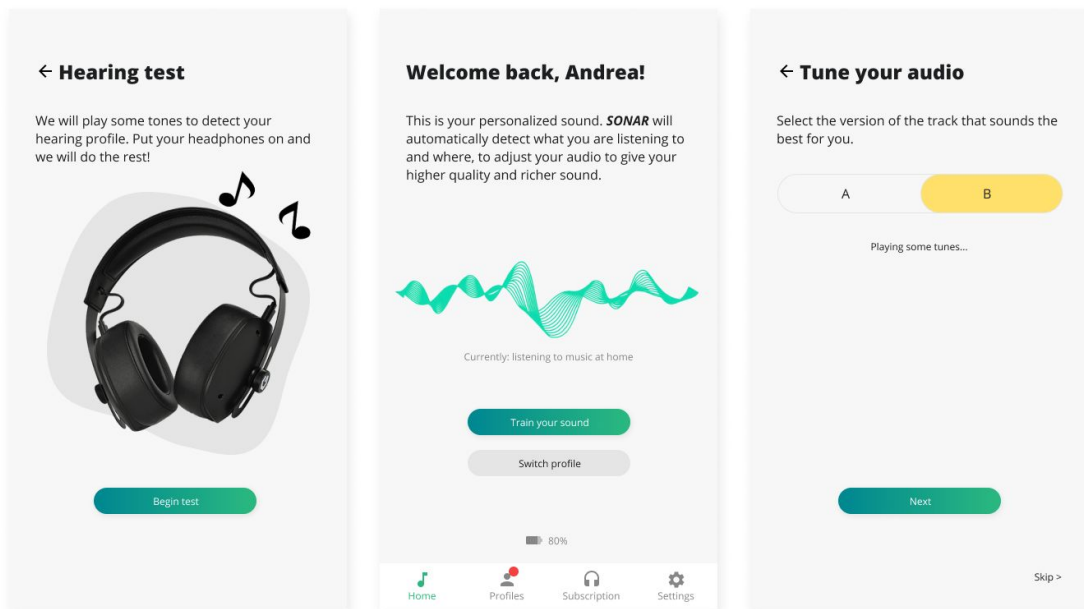 ← Hearing test
We will play some tones to detect your
hearing profile. Put your headphones on and
we will do the rest!
Begin test
Welcome back, Andrea!
This is your personalized sound. SONAR will
automatically detect what you are listening to
and where, to adjust your audio to give your
higher quality and richer sound.
Currently: listening to music at home
Train your sound
Switch profile
80%
Home Profiles Subscription Settings
← Tune your audio
Select the version of the track that sounds the
best for you.
A B
Playing some tunes...
Next
Skip >